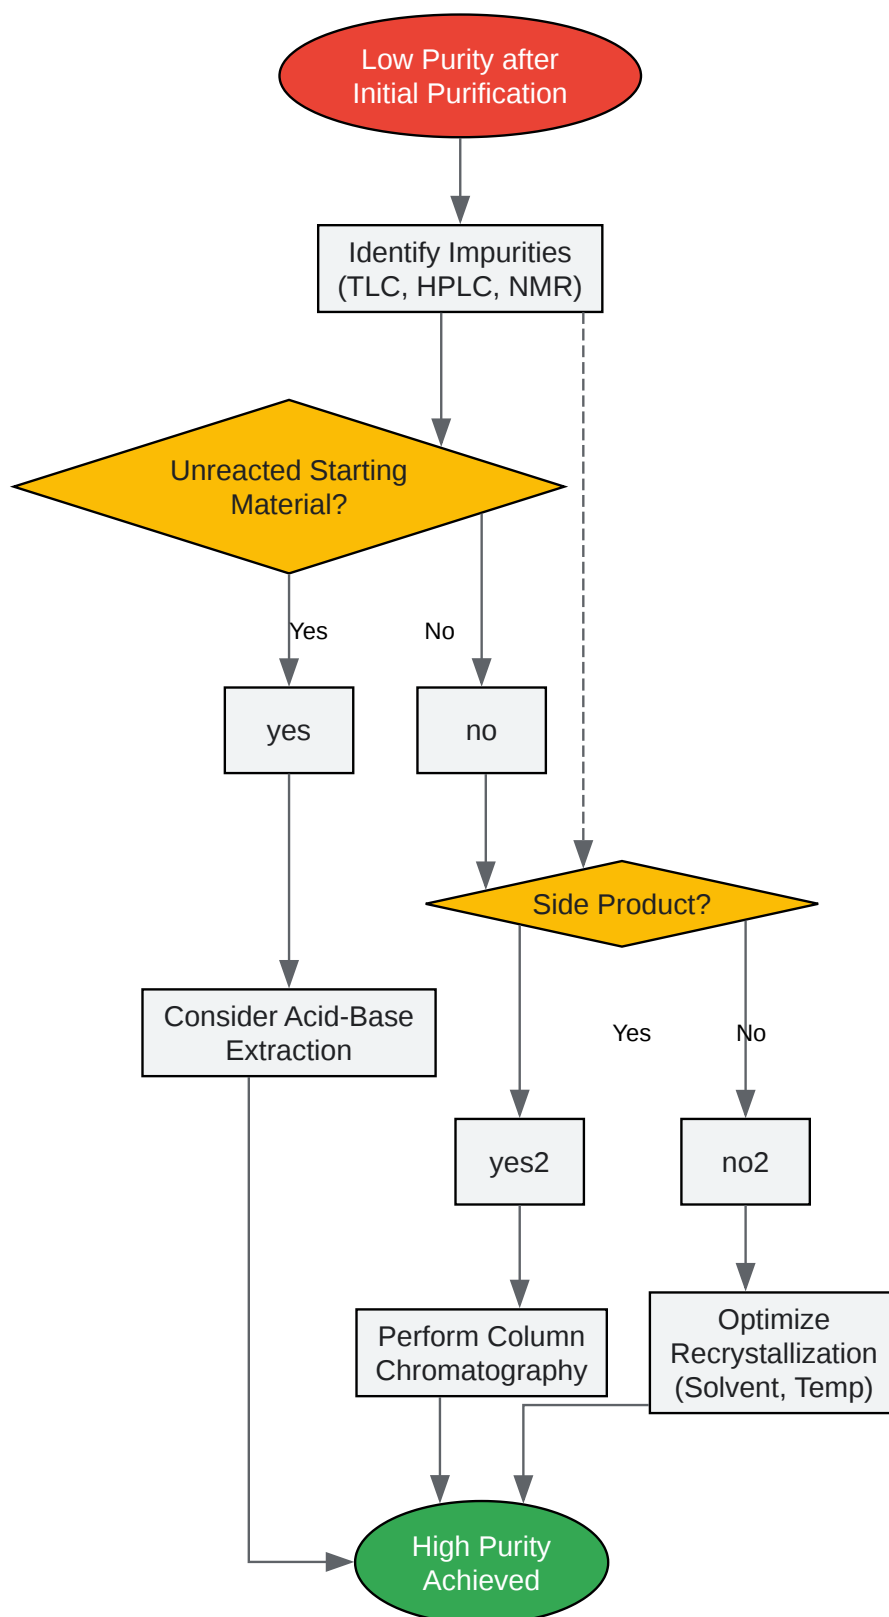 Low Purity after
Initial Purification
Identify Impurities
(TLC, HPLC, NMR)
Unreacted Starting
Material?
Yes
No
yes
no
Side Product?
Consider Acid-Base
Extraction
Yes
No
yes2
no2
Perform Column
Chromatography
Optimize
Recrystallization
(Solvent, Temp)
High Purity
Achieved